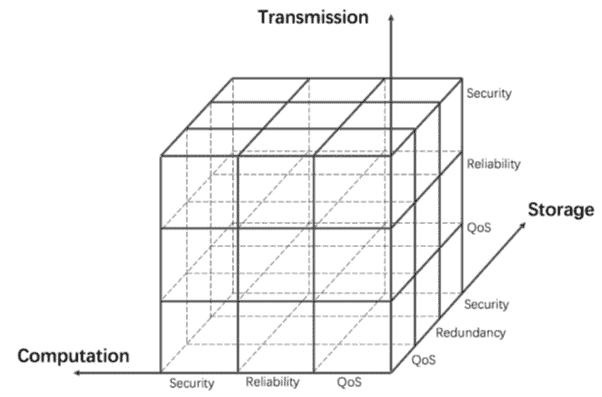 Transmission
Security
Reliability
Storage
QoS
Security
Redundancy
Computation
QoS
Security
Reliability
QoS